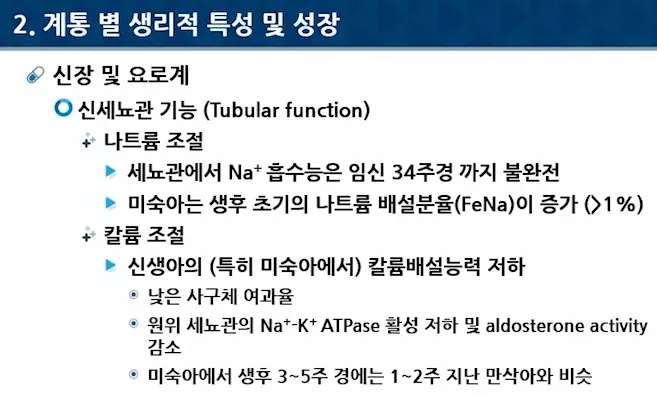 2. 계통 별 생리적 특성 및 성장
신장 및 요로계
신세뇨관 기능 (Tubular function)
나트륨 조절
세뇨관에서 Na⁺ 흡수능은 임신 34주경 까지 불완전
미숙아는 생후 초기의 나트륨 배설분율(FeNa)이 증가 (>1%)
칼륨 조절
신생아의 (특히 미숙아에서) 칼륨배설능력 저하
낮은 사구체 여과율
원위 세뇨관의 Na⁺-K⁺ ATPase 활성 저하 및 aldosterone activity
감소
미숙아에서 생후 3~5주 경에는 1~2주 지난 만삭아와 비슷